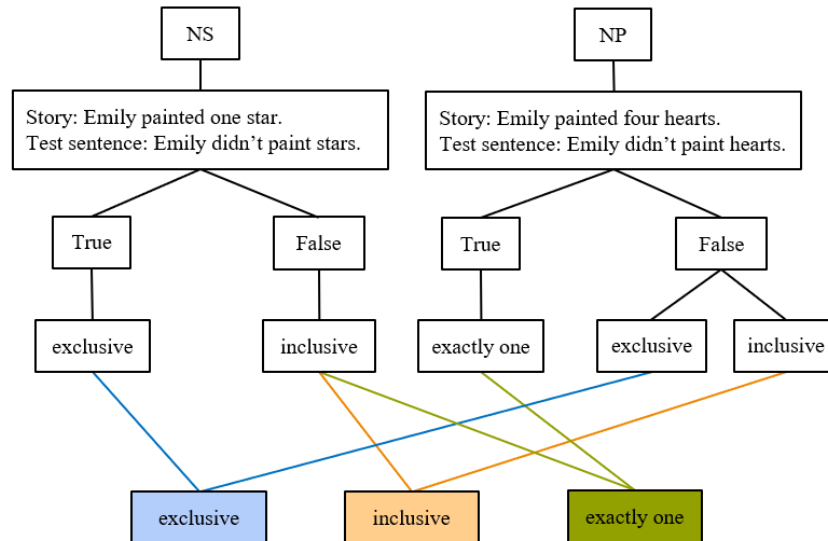 NS
NP
Story: Emily painted one star.
Test sentence: Emily didn’t paint stars.
Story: Emily painted four hearts.
Test sentence: Emily didn’t paint hearts.
True
False
True
False
exclusive
inclusive
exactly one
exclusive
inclusive
exclusive
inclusive
exactly one